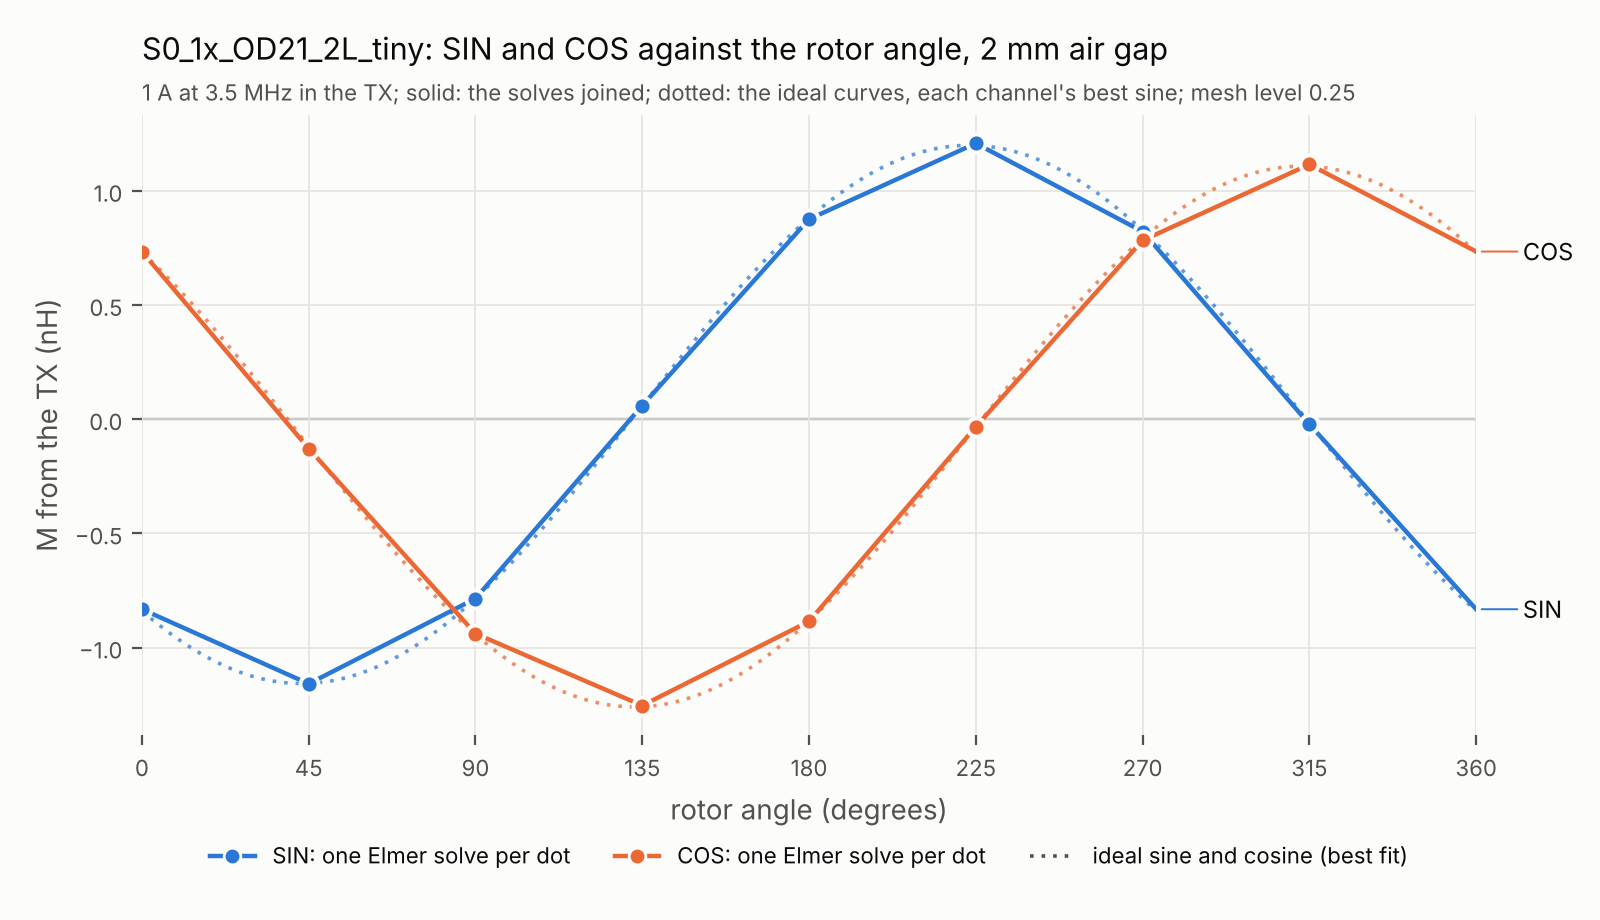 S0_1x_OD21_2L_tiny: SIN and COS against the rotor angle, 2 mm air gap
1 A at 3.5 MHz in the TX; solid: the solves joined; dotted: the ideal curves, each channel's best sine; mesh level 0.25
M from the TX (nH)
1.0
0.5
0.0
−0.5
−1.0
COS
SIN
0 45 90 135 180 225 270 315 360
rotor angle (degrees)
SIN: one Elmer solve per dot COS: one Elmer solve per dot ideal sine and cosine (best fit)